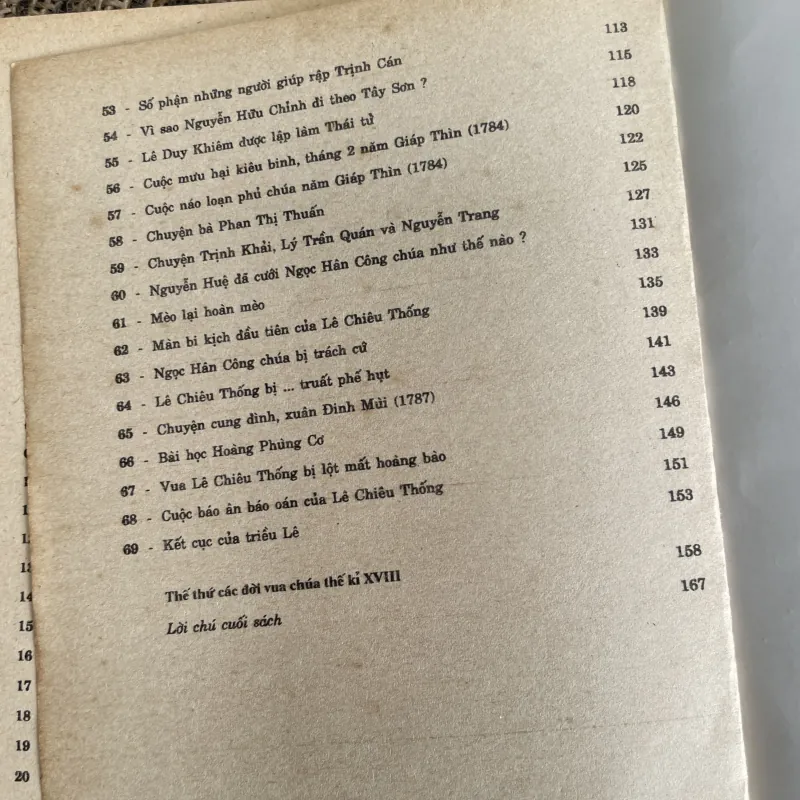 53 - Số phận những người giúp rập Trịnh Cán 113
54 - Vì sao Nguyễn Hữu Chỉnh đi theo Tây Sơn ? 115
55 - Lê Duy Khiêm được lập làm Thái tử 118
56 - Cuộc mưu hại kiêu binh, tháng 2 năm Giáp Thìn (1784) 120
57 - Cuộc náo loạn phủ chúa năm Giáp Thìn (1784) 122
58 - Chuyện bà Phan Thị Thuấn 125
59 - Chuyện Trịnh Khải, Lý Trần Quán và Nguyễn Trang 127
60 - Nguyễn Huệ đã cưới Ngọc Hân Công chúa như thế nào ? 131
61 - Mèo lại hoàn mèo 133
62 - Màn bi kịch đầu tiên của Lê Chiêu Thống 135
63 - Ngọc Hân Công chúa bị trách cứ 139
64 - Lê Chiêu Thống bị ... truất phế hụt 141
65 - Chuyện cung đình, xuân Đinh Mùi (1787) 143
66 - Bài học Hoàng Phùng Cơ 146
67 - Vua Lê Chiêu Thống bị lột mất hoàng bào 149
68 - Cuộc báo ân báo oán của Lê Chiêu Thống 151
69 - Kết cục của triều Lê 153
Thế thứ các đời vua chúa thế kỉ XVIII 158
Lời chú cuối sách 167
14
15
16
17
18
19
20